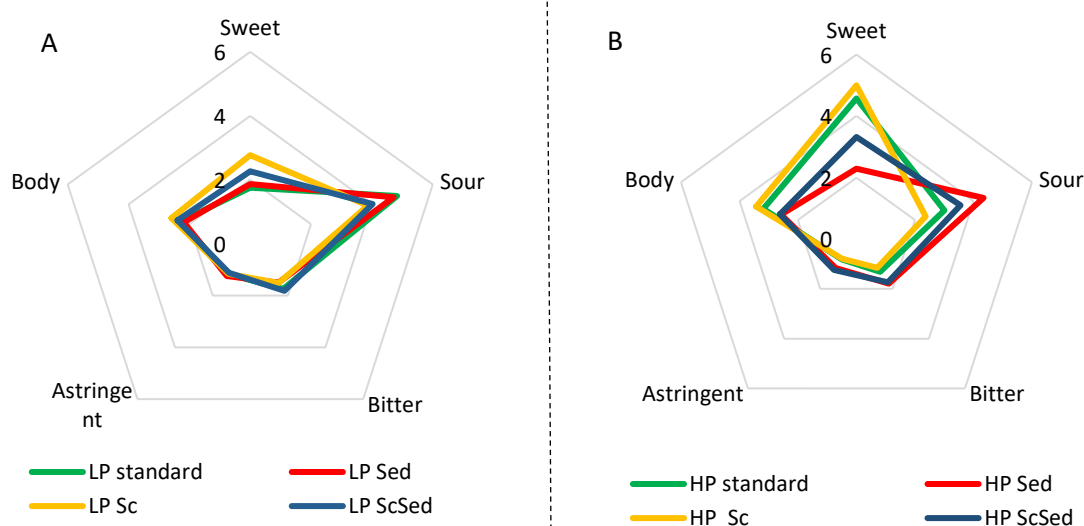 A
Sweet
6
4
2
0
Sour
Body
Astringe
nt
Bitter
LP standard
LP Sed
LP Sc
LP ScSed
B
Sweet
6
4
2
0
Sour
Body
Astringent
Bitter
HP standard
HP Sed
HP Sc
HP ScSed